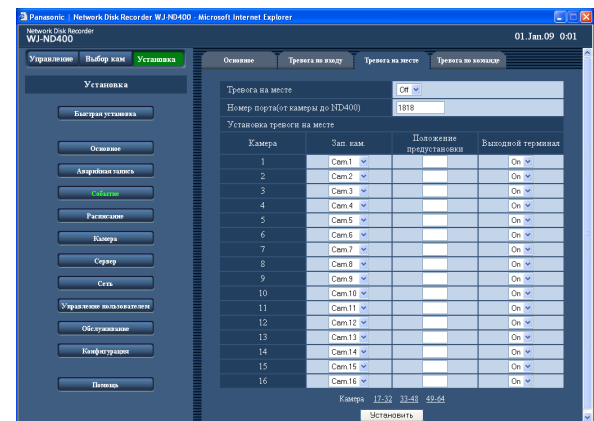 Panasonic | Network Disk Recorder WJ-ND400 - Microsoft Internet Explorer
Network Disk Recorder
WJ-ND400
01.Jan.09 0:01
Управление Выбор кам Установка
Основное Тревога по входу Тревога на месте Тревога по команде
Установка
Быстрая установка
Основное
Аварийная запись
Событие
Расписание
Камера
Сервер
Сеть
Управление пользователем
Обслуживание
Конфигурация
Помощь
Тревога на месте Off
Номер порта(от камеры до ND400) 1818
Установка тревоги на месте
Камера Зап. кам. Положение предустановки Выходной терминал
1 Cam.1 On
2 Cam.2 On
3 Cam.3 On
4 Cam.4 On
5 Cam.5 On
6 Cam.6 On
7 Cam.7 On
8 Cam.8 On
9 Cam.9 On
10 Cam.10 On
11 Cam.11 On
12 Cam.12 On
13 Cam.13 On
14 Cam.14 On
15 Cam.15 On
16 Cam.16 On
Камера 17-32 33-48 49-64
Установить